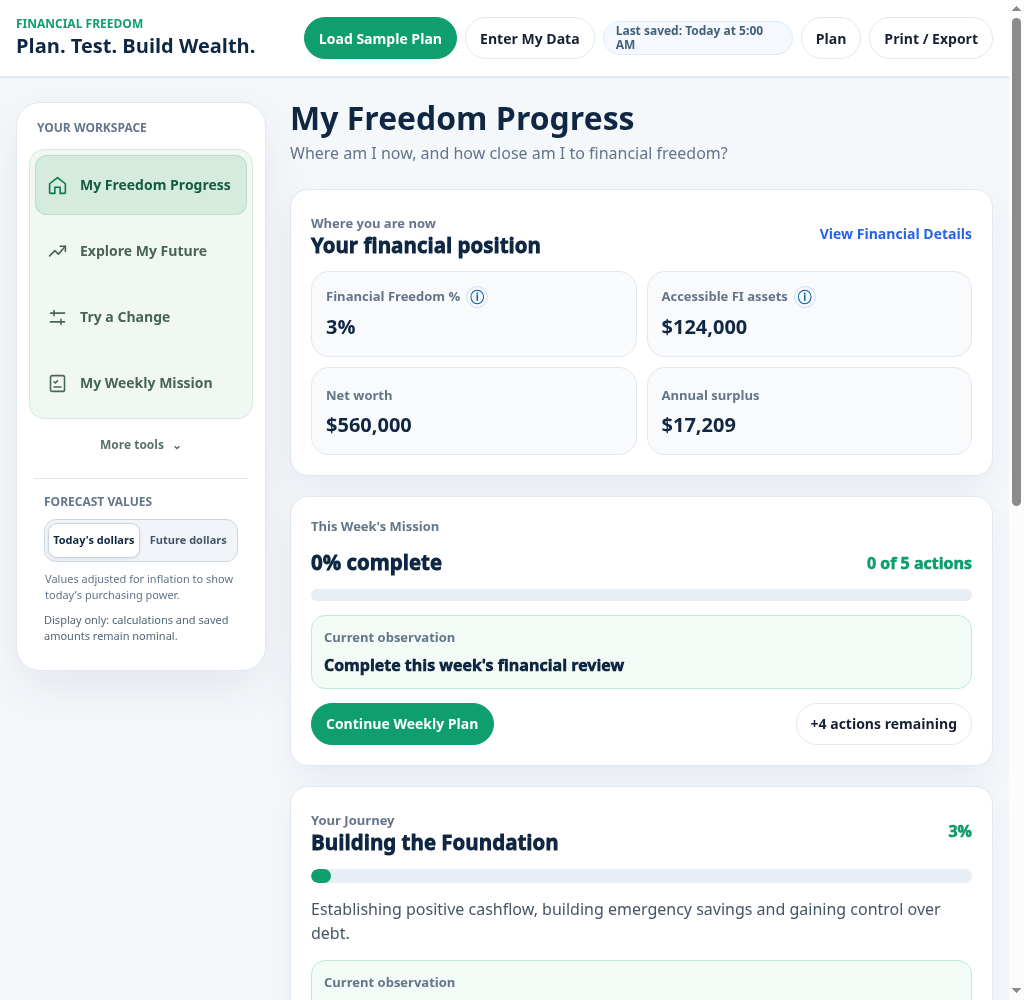 FINANCIAL FREEDOM
Plan. Test. Build Wealth.
Load Sample Plan
Enter My Data
Last saved: Today at 5:00
AM
Plan
Print / Export
YOUR WORKSPACE
My Freedom Progress
Explore My Future
Try a Change
My Weekly Mission
More tools
FORECAST VALUES
Today's dollars
Future dollars
Values adjusted for inflation to show
today's purchasing power.
Display only: calculations and saved
amounts remain nominal.
My Freedom Progress
Where am I now, and how close am I to financial freedom?
Where you are now
Your financial position
View Financial Details
Financial Freedom % ⓘ
3%
Accessible FI assets ⓘ
$124,000
Net worth
$560,000
Annual surplus
$17,209
This Week's Mission
0% complete
0 of 5 actions
Current observation
Complete this week's financial review
Continue Weekly Plan
+4 actions remaining
Your Journey
Building the Foundation
3%
Establishing positive cashflow, building emergency savings and gaining control over
debt.
Current observation